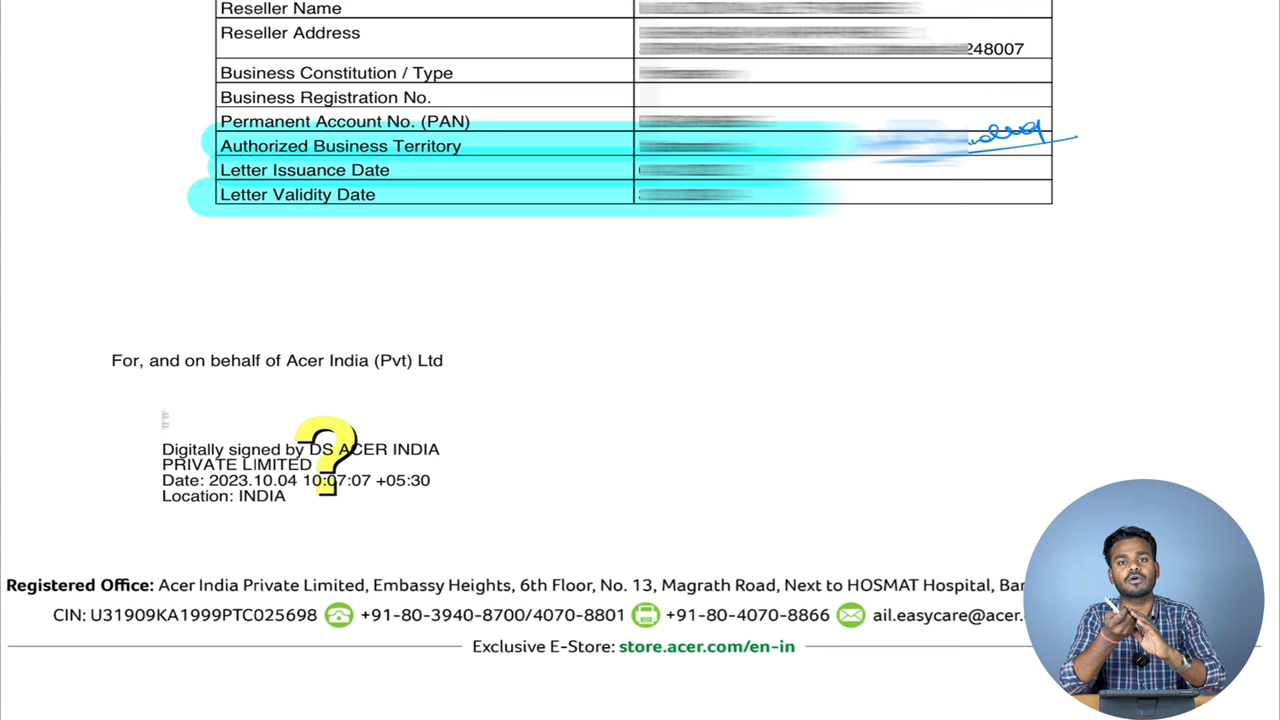 Reseller Name
Reseller Address
248007
Business Constitution / Type
Business Registration No.
Permanent Account No. (PAN)
Authorized Business Territory
Letter Issuance Date
Letter Validity Date
For, and on behalf of Acer India (Pvt) Ltd
?
Digitally signed by DS ACER INDIA
PRIVATE LIMITED
Date: 2023.10.04 10:07:07 +05:30
Location: INDIA
Registered Office: Acer India Private Limited, Embassy Heights, 6th Floor, No. 13, Magrath Road, Next to HOSMAT Hospital,
CIN: U31909KA1999PTC025698 +91-80-3940-8700/4070-8801 +91-80-4070-8866 ail.easycare@acer.
Exclusive E-Store: store.acer.com/en-in